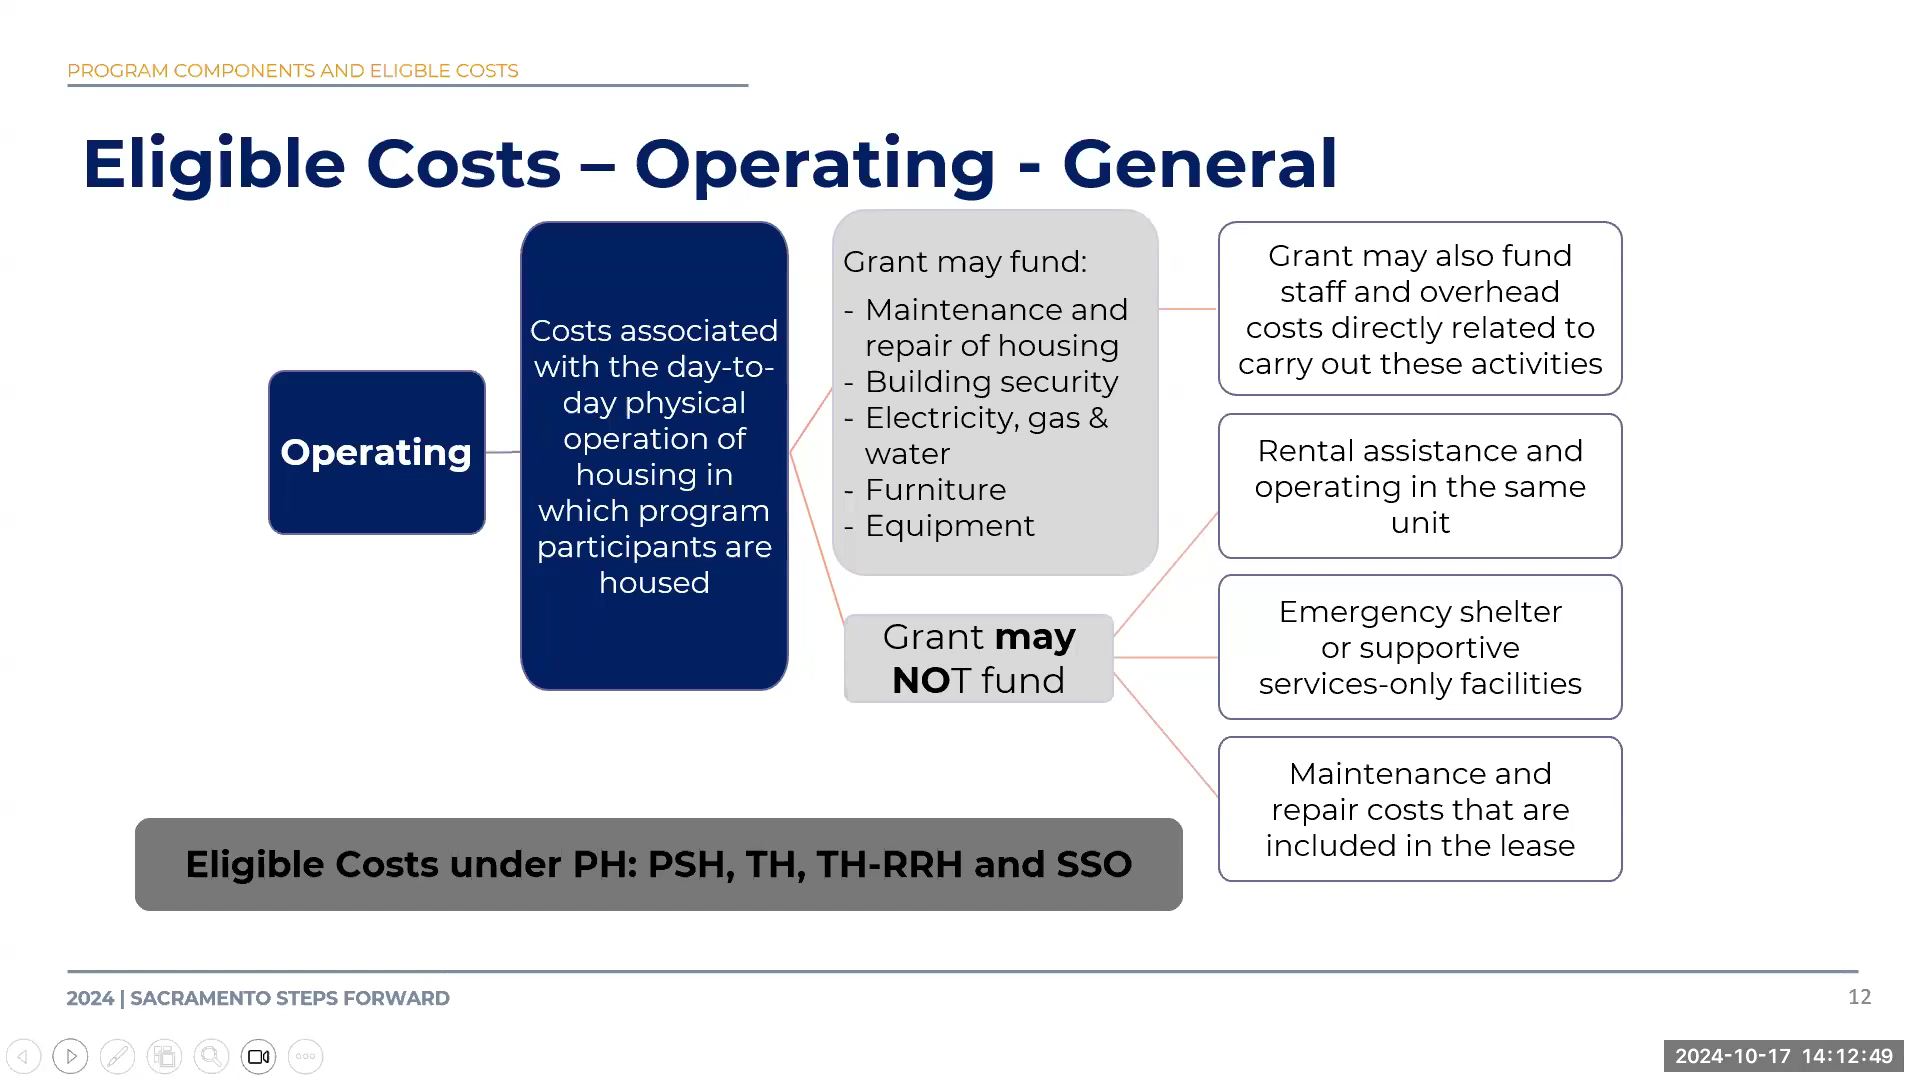 PROGRAM COMPONENTS AND ELIGBLE COSTS
Eligible Costs – Operating - General
Operating
Costs associated
with the day-to-
day physical
operation of
housing in
which program
participants are
housed
Grant may fund:
- Maintenance and
repair of housing
- Building security
- Electricity, gas &
water
- Furniture
- Equipment
Grant may
NOT fund
Grant may also fund
staff and overhead
costs directly related to
carry out these activities
Rental assistance and
operating in the same
unit
Emergency shelter
or supportive
services-only facilities
Maintenance and
repair costs that are
included in the lease
Eligible Costs under PH: PSH, TH, TH-RRH and SSO
2024 | SACRAMENTO STEPS FORWARD
12
2024-10-17 14:12:49